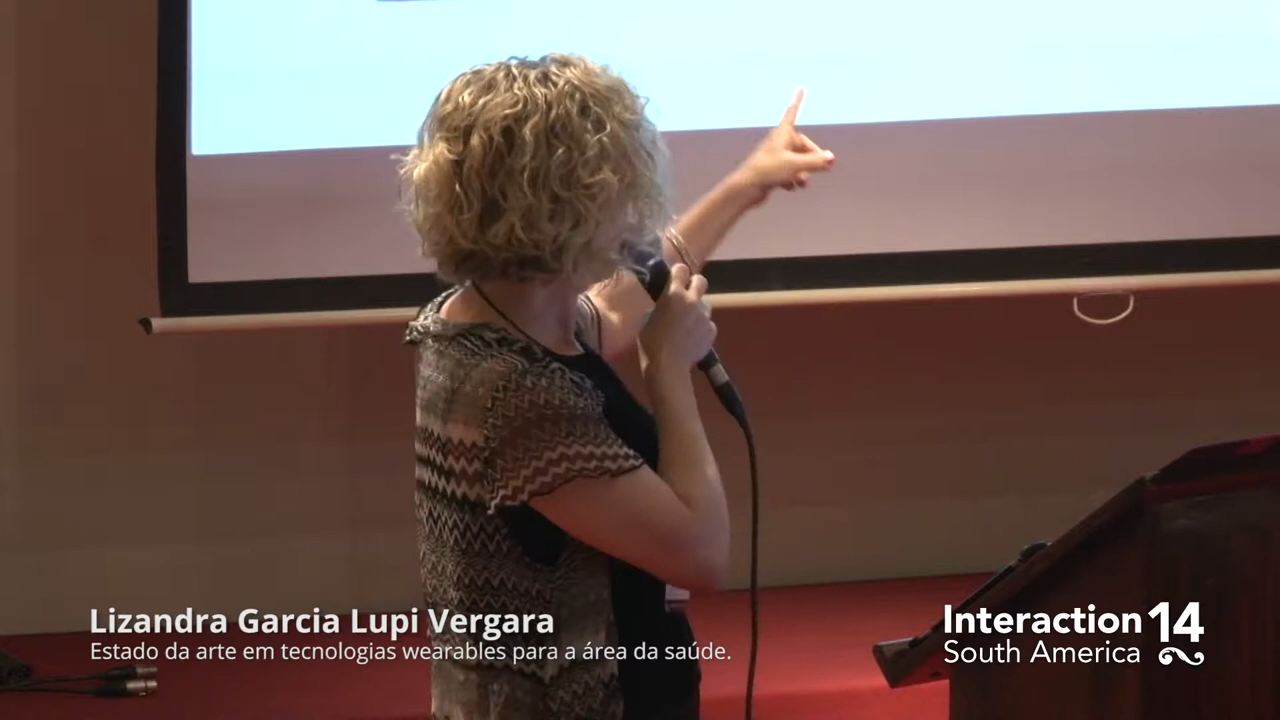 Lizandra Garcia Lupi Vergara
Estado da arte em tecnologias wearables para a área da saúde.
Interaction 14
South America